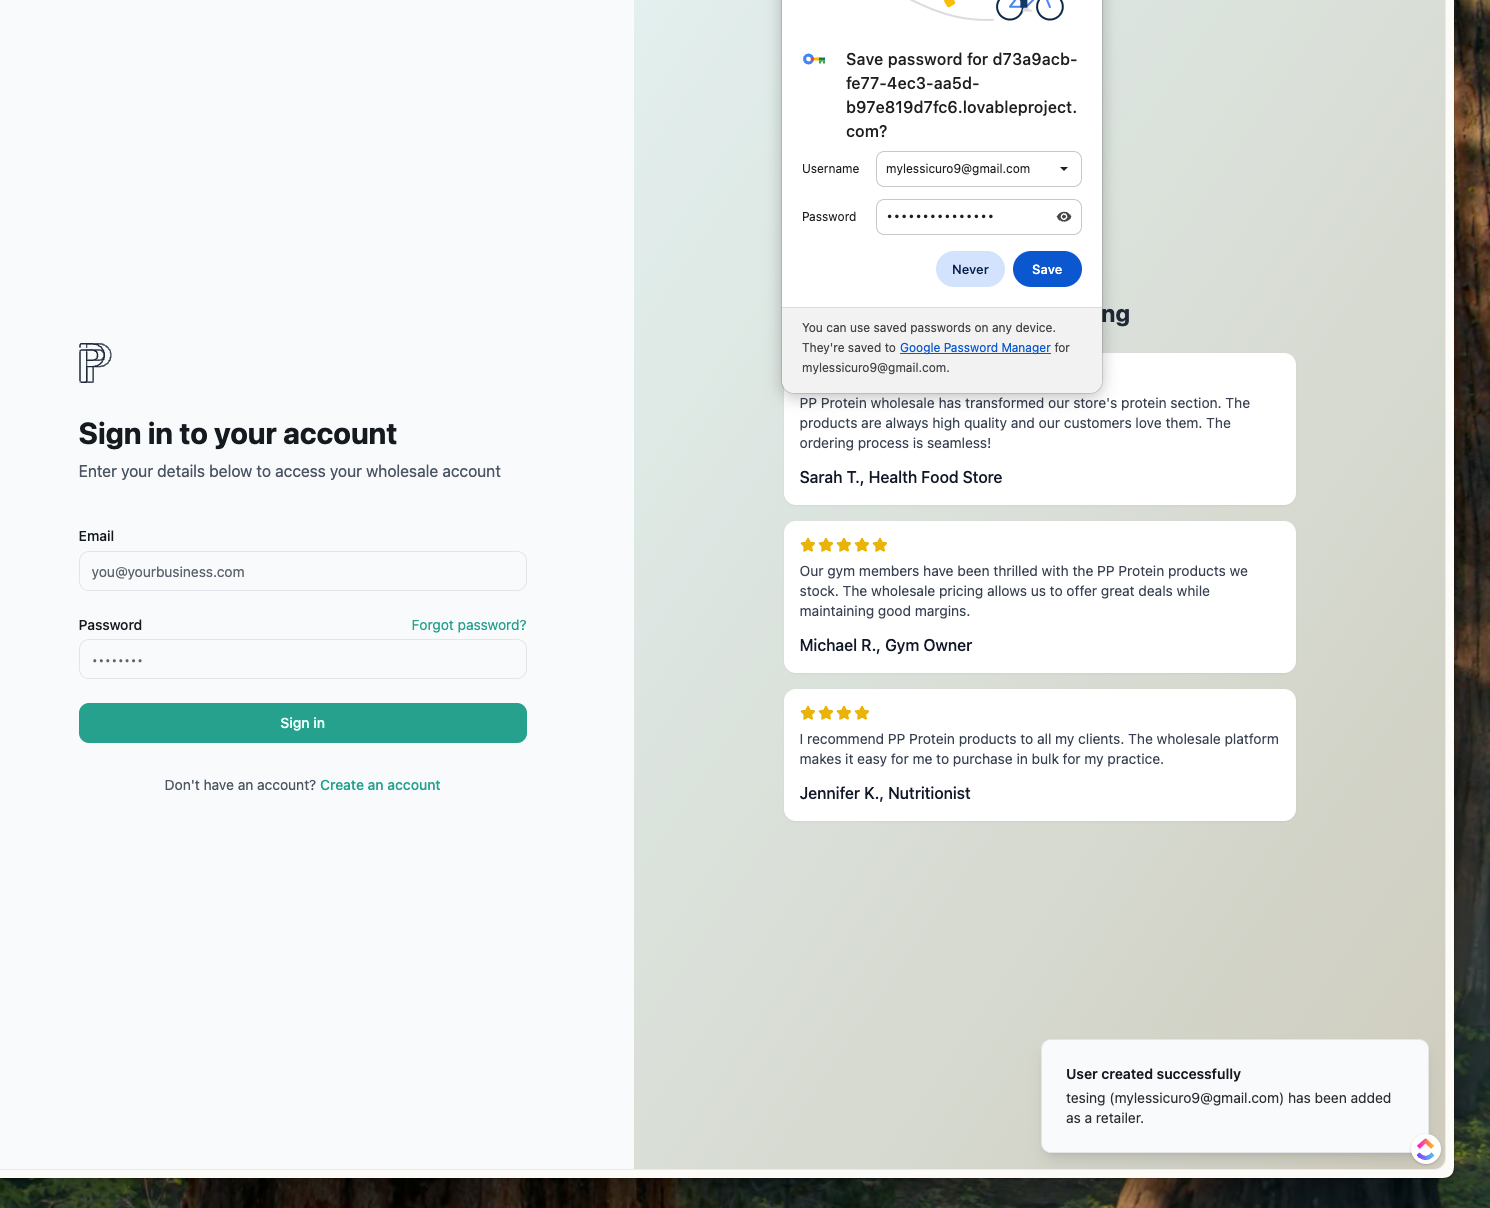 Save password for d73a9acb-
fe77-4ec3-aa5d-
b97e819d7fc6.lovableproject.
com?
Username
mylessicuro9@gmail.com
Password
•••••••••••••••
Never
Save
You can use saved passwords on any device.
They're saved to Google Password Manager for
mylessicuro9@gmail.com.
P
Sign in to your account
Enter your details below to access your wholesale account
Email
you@yourbusiness.com
Password
Forgot password?
••••••••
Sign in
Don't have an account? Create an account
ng
PP Protein wholesale has transformed our store's protein section. The
products are always high quality and our customers love them. The
ordering process is seamless!
Sarah T., Health Food Store
Our gym members have been thrilled with the PP Protein products we
stock. The wholesale pricing allows us to offer great deals while
maintaining good margins.
Michael R., Gym Owner
I recommend PP Protein products to all my clients. The wholesale platform
makes it easy for me to purchase in bulk for my practice.
Jennifer K., Nutritionist
User created successfully
tesing (mylessicuro9@gmail.com) has been added
as a retailer.